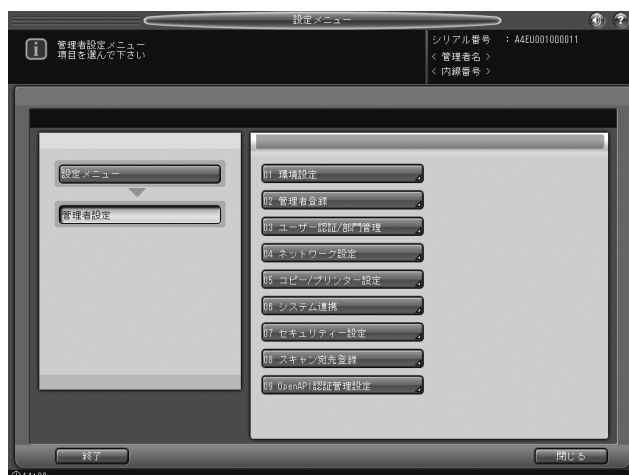 設定メニュー
管理者設定メニュー
項目を選んで下さい
シリアル番号 : A4EU001000011
< 管理者名 >
< 内線番号 >
設定メニュー
管理者設定
01 環境設定
02 管理者登録
03 ユーザー認証/部門管理
04 ネットワーク設定
05 コピー/プリンター設定
06 システム連携
07 セキュリティー設定
08 スキャン宛先登録
09 OpenAPI認証管理設定
終了
閉じる